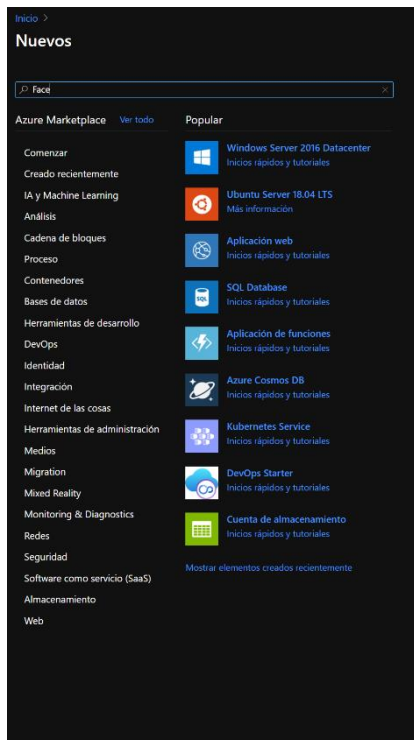 Inicio >
Nuevos
Face
Azure Marketplace Ver todo
Popular
Comenzar
Creado recientemente
IA y Machine Learning
Análisis
Cadena de bloques
Proceso
Contenedores
Bases de datos
Herramientas de desarrollo
DevOps
Identidad
Integración
Internet de las cosas
Herramientas de administración
Medios
Migration
Mixed Reality
Monitoring & Diagnostics
Redes
Seguridad
Software como servicio (SaaS)
Almacenamiento
Web
Windows Server 2016 Datacenter
Inicios rápidos y tutoriales
Ubuntu Server 18.04 LTS
Más información
Aplicación web
Inicios rápidos y tutoriales
SQL
SQL Database
Inicios rápidos y tutoriales
Aplicación de funciones
Inicios rápidos y tutoriales
Azure Cosmos DB
Inicios rápidos y tutoriales
Kubernetes Service
Inicios rápidos y tutoriales
DevOps Starter
Inicios rápidos y tutoriales
Cuenta de almacenamiento
Inicios rápidos y tutoriales
Mostrar elementos creados recientemente